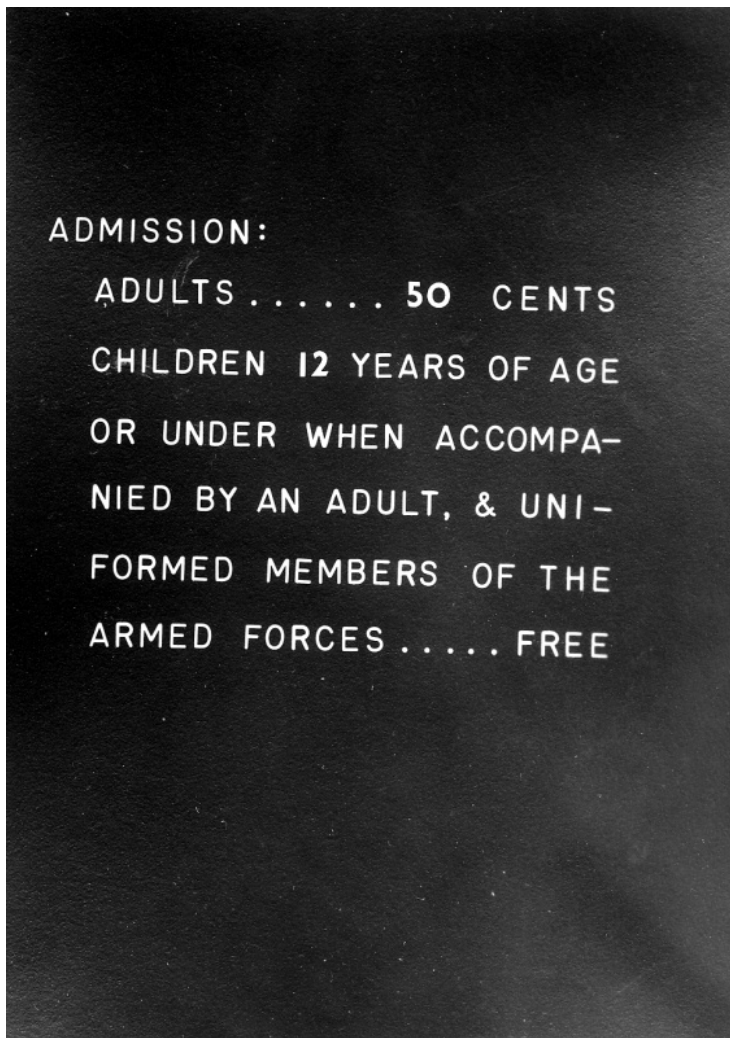 ADMISSION:
ADULTS ...... 50 CENTS
CHILDREN 12 YEARS OF AGE
OR UNDER WHEN ACCOMPA-
NIED BY AN ADULT, & UNI-
FORMED MEMBERS OF THE
ARMED FORCES ..... FREE